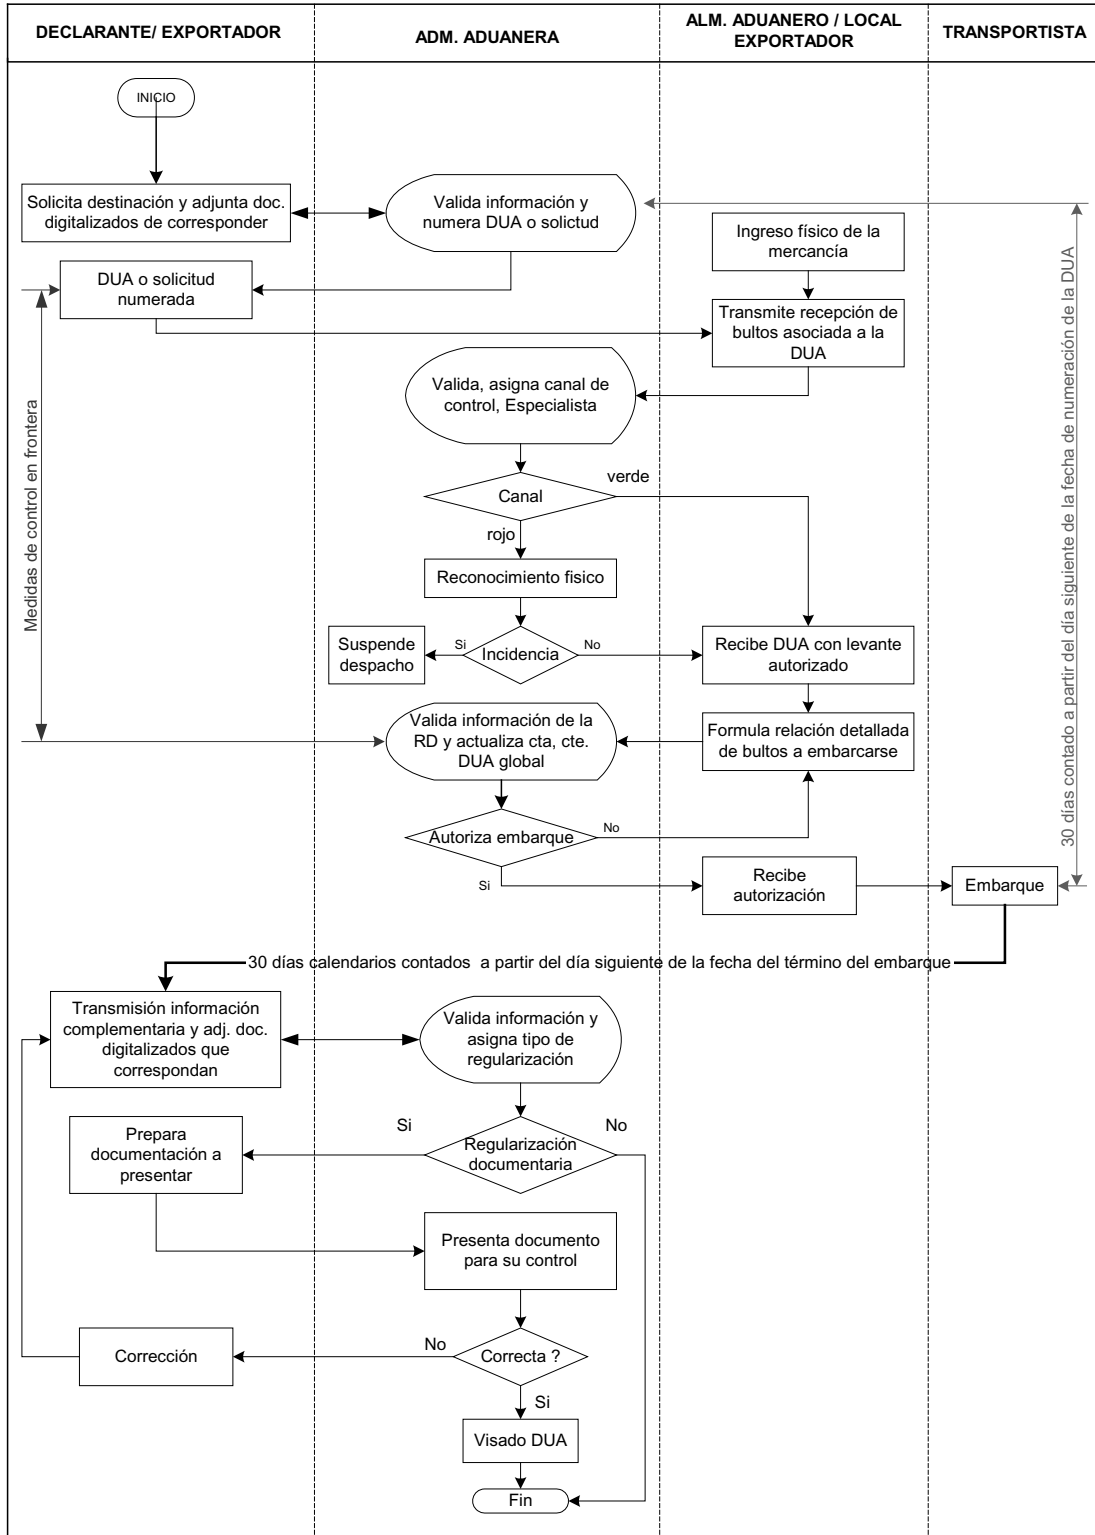 DECLARANTE/ EXPORTADOR
ADM. ADUANERA
ALM. ADUANERO / LOCAL
EXPORTADOR
TRANSPORTISTA
INICIO
Solicita destinación y adjunta doc.
digitalizados de corresponder
Valida información y
numera DUA o solictud
Ingreso físico de la
mercancía
DUA o solicitud
numerada
Transmite recepción de
bultos asociada a la
DUA
Valida, asigna canal de
control, Especialista
Canal
verde
rojo
Reconocimiento fisico
Suspende
despacho
Si
Incidencia
No
Recibe DUA con levante
autorizado
Medidas de control en frontera
30 días contado a partir del día siguiente de la fecha de numeración de la DUA
Valida información de la
RD y actualiza cta, cte.
DUA global
Formula relación detallada
de bultos a embarcarse
Autoriza embarque
No
Si
Recibe
autorización
Embarque
30 días calendarios contados  a partir del día siguiente de la fecha del término del embarque
Transmisión información
complementaria y adj. doc.
digitalizados que
correspondan
Valida información y
asigna tipo de
regularización
Si
No
Prepara
documentación a
presentar
Regularización
documentaria
Presenta documento
para su control
Corrección
No
Correcta ?
Si
Visado DUA
Fin